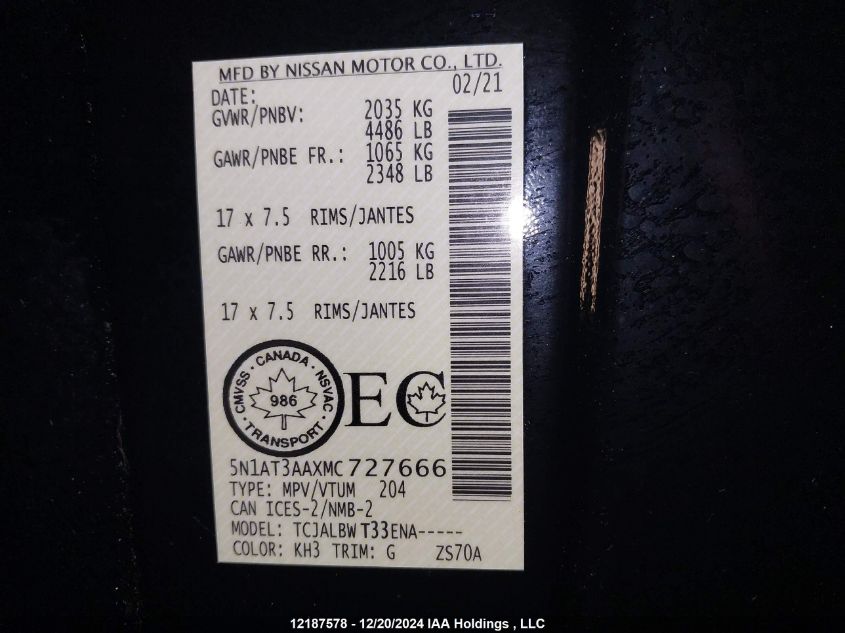 MFD BY NISSAN MOTOR CO., LTD.
DATE: 02/21
GVWR/PNBV: 2035 KG
4486 LB
GAWR/PNBE FR.: 1065 KG
2348 LB
17 x 7.5 RIMS/JANTES
GAWR/PNBE RR.: 1005 KG
2216 LB
17 x 7.5 RIMS/JANTES
· CANADA ·
CMVSS NSVAC
986
· TRANSPORT ·
EC
5N1AT3AAXMC727666
TYPE: MPV/VTUM 204
CAN ICES-2/NMB-2
MODEL: TCJALBW T33ENA-----
COLOR: KH3 TRIM: G ZS70A
12187578 - 12/20/2024 IAA Holdings , LLC